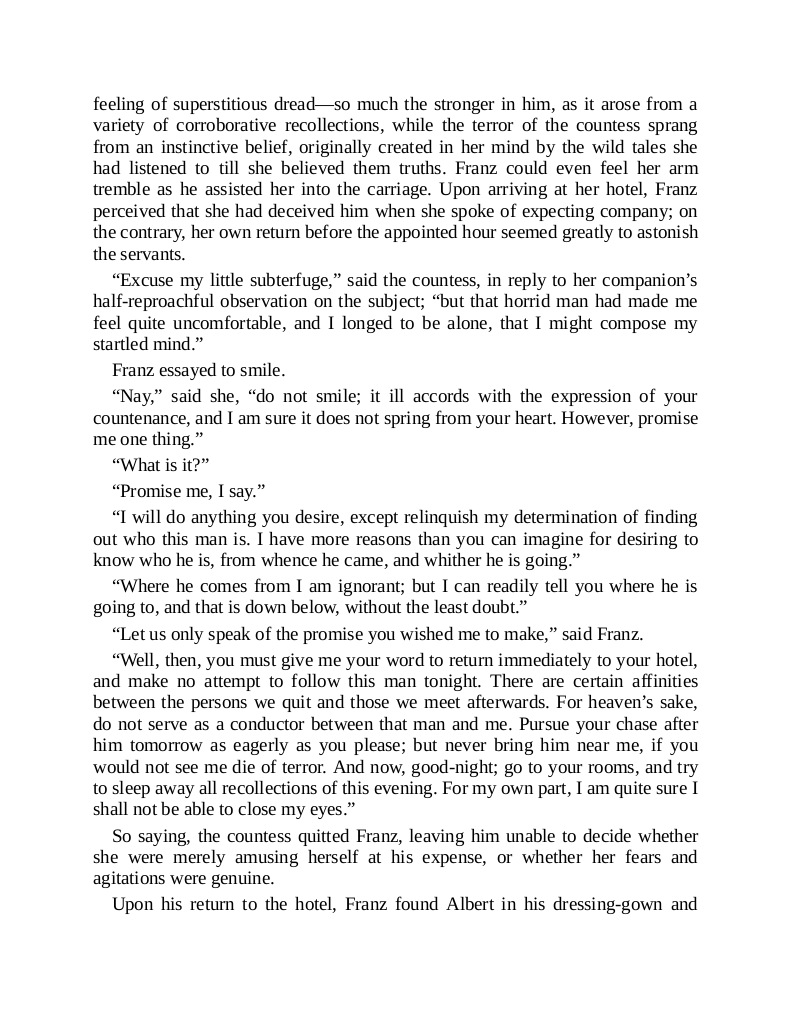 feeling of superstitious dread—so much the stronger in him, as it arose from a
variety of corroborative recollections, while the terror of the countess sprang
from an instinctive belief, originally created in her mind by the wild tales she
had listened to till she believed them truths. Franz could even feel her arm
tremble as he assisted her into the carriage. Upon arriving at her hotel, Franz
perceived that she had deceived him when she spoke of expecting company; on
the contrary, her own return before the appointed hour seemed greatly to astonish
the servants.
“Excuse my little subterfuge,” said the countess, in reply to her companion’s
half-reproachful observation on the subject; “but that horrid man had made me
feel quite uncomfortable, and I longed to be alone, that I might compose my
startled mind.”
Franz essayed to smile.
“Nay,” said she, “do not smile; it ill accords with the expression of your
countenance, and I am sure it does not spring from your heart. However, promise
me one thing.”
“What is it?”
“Promise me, I say.”
“I will do anything you desire, except relinquish my determination of finding
out who this man is. I have more reasons than you can imagine for desiring to
know who he is, from whence he came, and whither he is going.”
“Where he comes from I am ignorant; but I can readily tell you where he is
going to, and that is down below, without the least doubt.”
“Let us only speak of the promise you wished me to make,” said Franz.
“Well, then, you must give me your word to return immediately to your hotel,
and make no attempt to follow this man tonight. There are certain affinities
between the persons we quit and those we meet afterwards. For heaven’s sake,
do not serve as a conductor between that man and me. Pursue your chase after
him tomorrow as eagerly as you please; but never bring him near me, if you
would not see me die of terror. And now, good-night; go to your rooms, and try
to sleep away all recollections of this evening. For my own part, I am quite sure I
shall not be able to close my eyes.”
So saying, the countess quitted Franz, leaving him unable to decide whether
she were merely amusing herself at his expense, or whether her fears and
agitations were genuine.
Upon his return to the hotel, Franz found Albert in his dressing-gown and